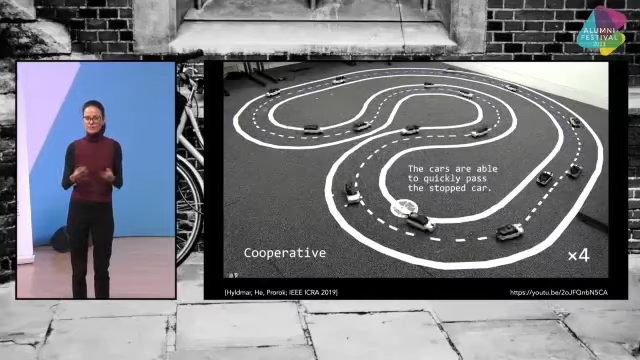 ALUMNI
FESTIVAL
2021
The cars are able
to quickly pass
the stopped car.
Cooperative
×4
[Hyldmar, He, Prorok; IEEE ICRA 2019]
https://youtu.be/2oJFQnbN5CA